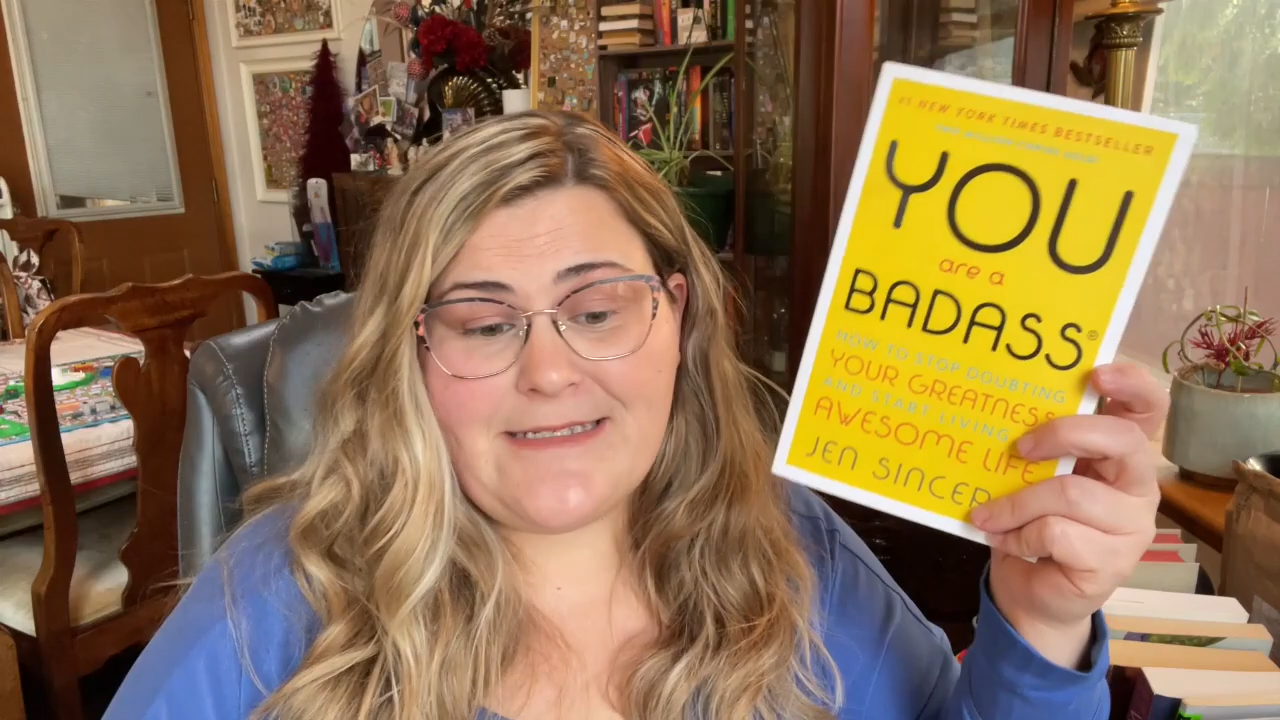 #1 NEW YORK TIMES BESTSELLER
YOU
are a
BADASS©
HOW TO STOP DOUBTING
YOUR GREATNESS
AND START LIVING
AWESOME LIFE
JEN SINCER